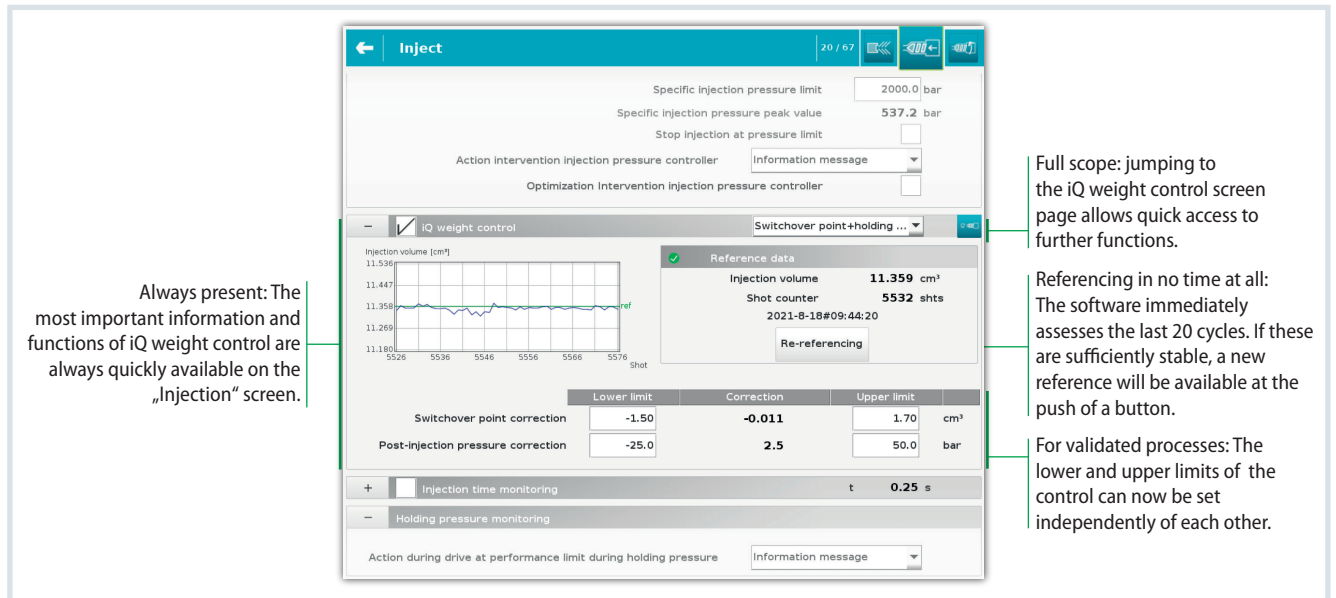 Inject
20 / 67
Specific injection pressure limit 2000.0 bar
Specific injection pressure peak value 537.2 bar
Stop injection at pressure limit
Action intervention injection pressure controller Information message
Optimization Intervention injection pressure controller
iQ weight control Switchover point+holding ...
Injection volume [cm³]
11.536
11.447
11.358
11.269
11.180
ref
5526 5536 5546 5556 5566 5576
Shot
Reference data
Injection volume 11.359 cm³
Shot counter 5532 shts
2021-8-18#09:44:20
Re-referencing
Lower limit Correction Upper limit
Switchover point correction -1.50 -0.011 1.70 cm³
Post-injection pressure correction -25.0 2.5 50.0 bar
+ Injection time monitoring t 0.25 s
− Holding pressure monitoring
Action during drive at performance limit during holding pressure Information message
Always present: The
most important information and
functions of iQ weight control are
always quickly available on the
„Injection“ screen.
Full scope: jumping to
the iQ weight control screen
page allows quick access to
further functions.
Referencing in no time at all:
The software immediately
assesses the last 20 cycles. If these
are sufficiently stable, a new
reference will be available at the
push of a button.
For validated processes: The
lower and upper limits of the
control can now be set
independently of each other.